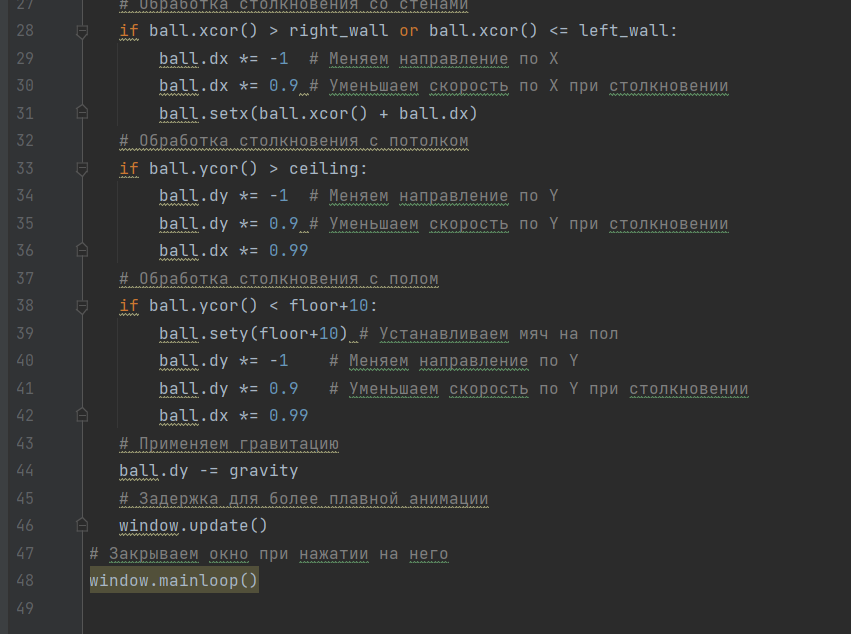 27 # Обработка столкновения со стенами
28 if ball.xcor() > right_wall or ball.xcor() <= left_wall:
29 ball.dx *= -1  # Меняем направление по X
30 ball.dx *= 0.9 # Уменьшаем скорость по X при столкновении
31 ball.setx(ball.xcor() + ball.dx)
32 # Обработка столкновения с потолком
33 if ball.ycor() > ceiling:
34 ball.dy *= -1  # Меняем направление по Y
35 ball.dy *= 0.9 # Уменьшаем скорость по Y при столкновении
36 ball.dx *= 0.99
37 # Обработка столкновения с полом
38 if ball.ycor() < floor+10:
39 ball.sety(floor+10) # Устанавливаем мяч на пол
40 ball.dy *= -1    # Меняем направление по Y
41 ball.dy *= 0.9   # Уменьшаем скорость по Y при столкновении
42 ball.dx *= 0.99
43 # Применяем гравитацию
44 ball.dy -= gravity
45 # Задержка для более плавной анимации
46 window.update()
47 # Закрываем окно при нажатии на него
48 window.mainloop()
49